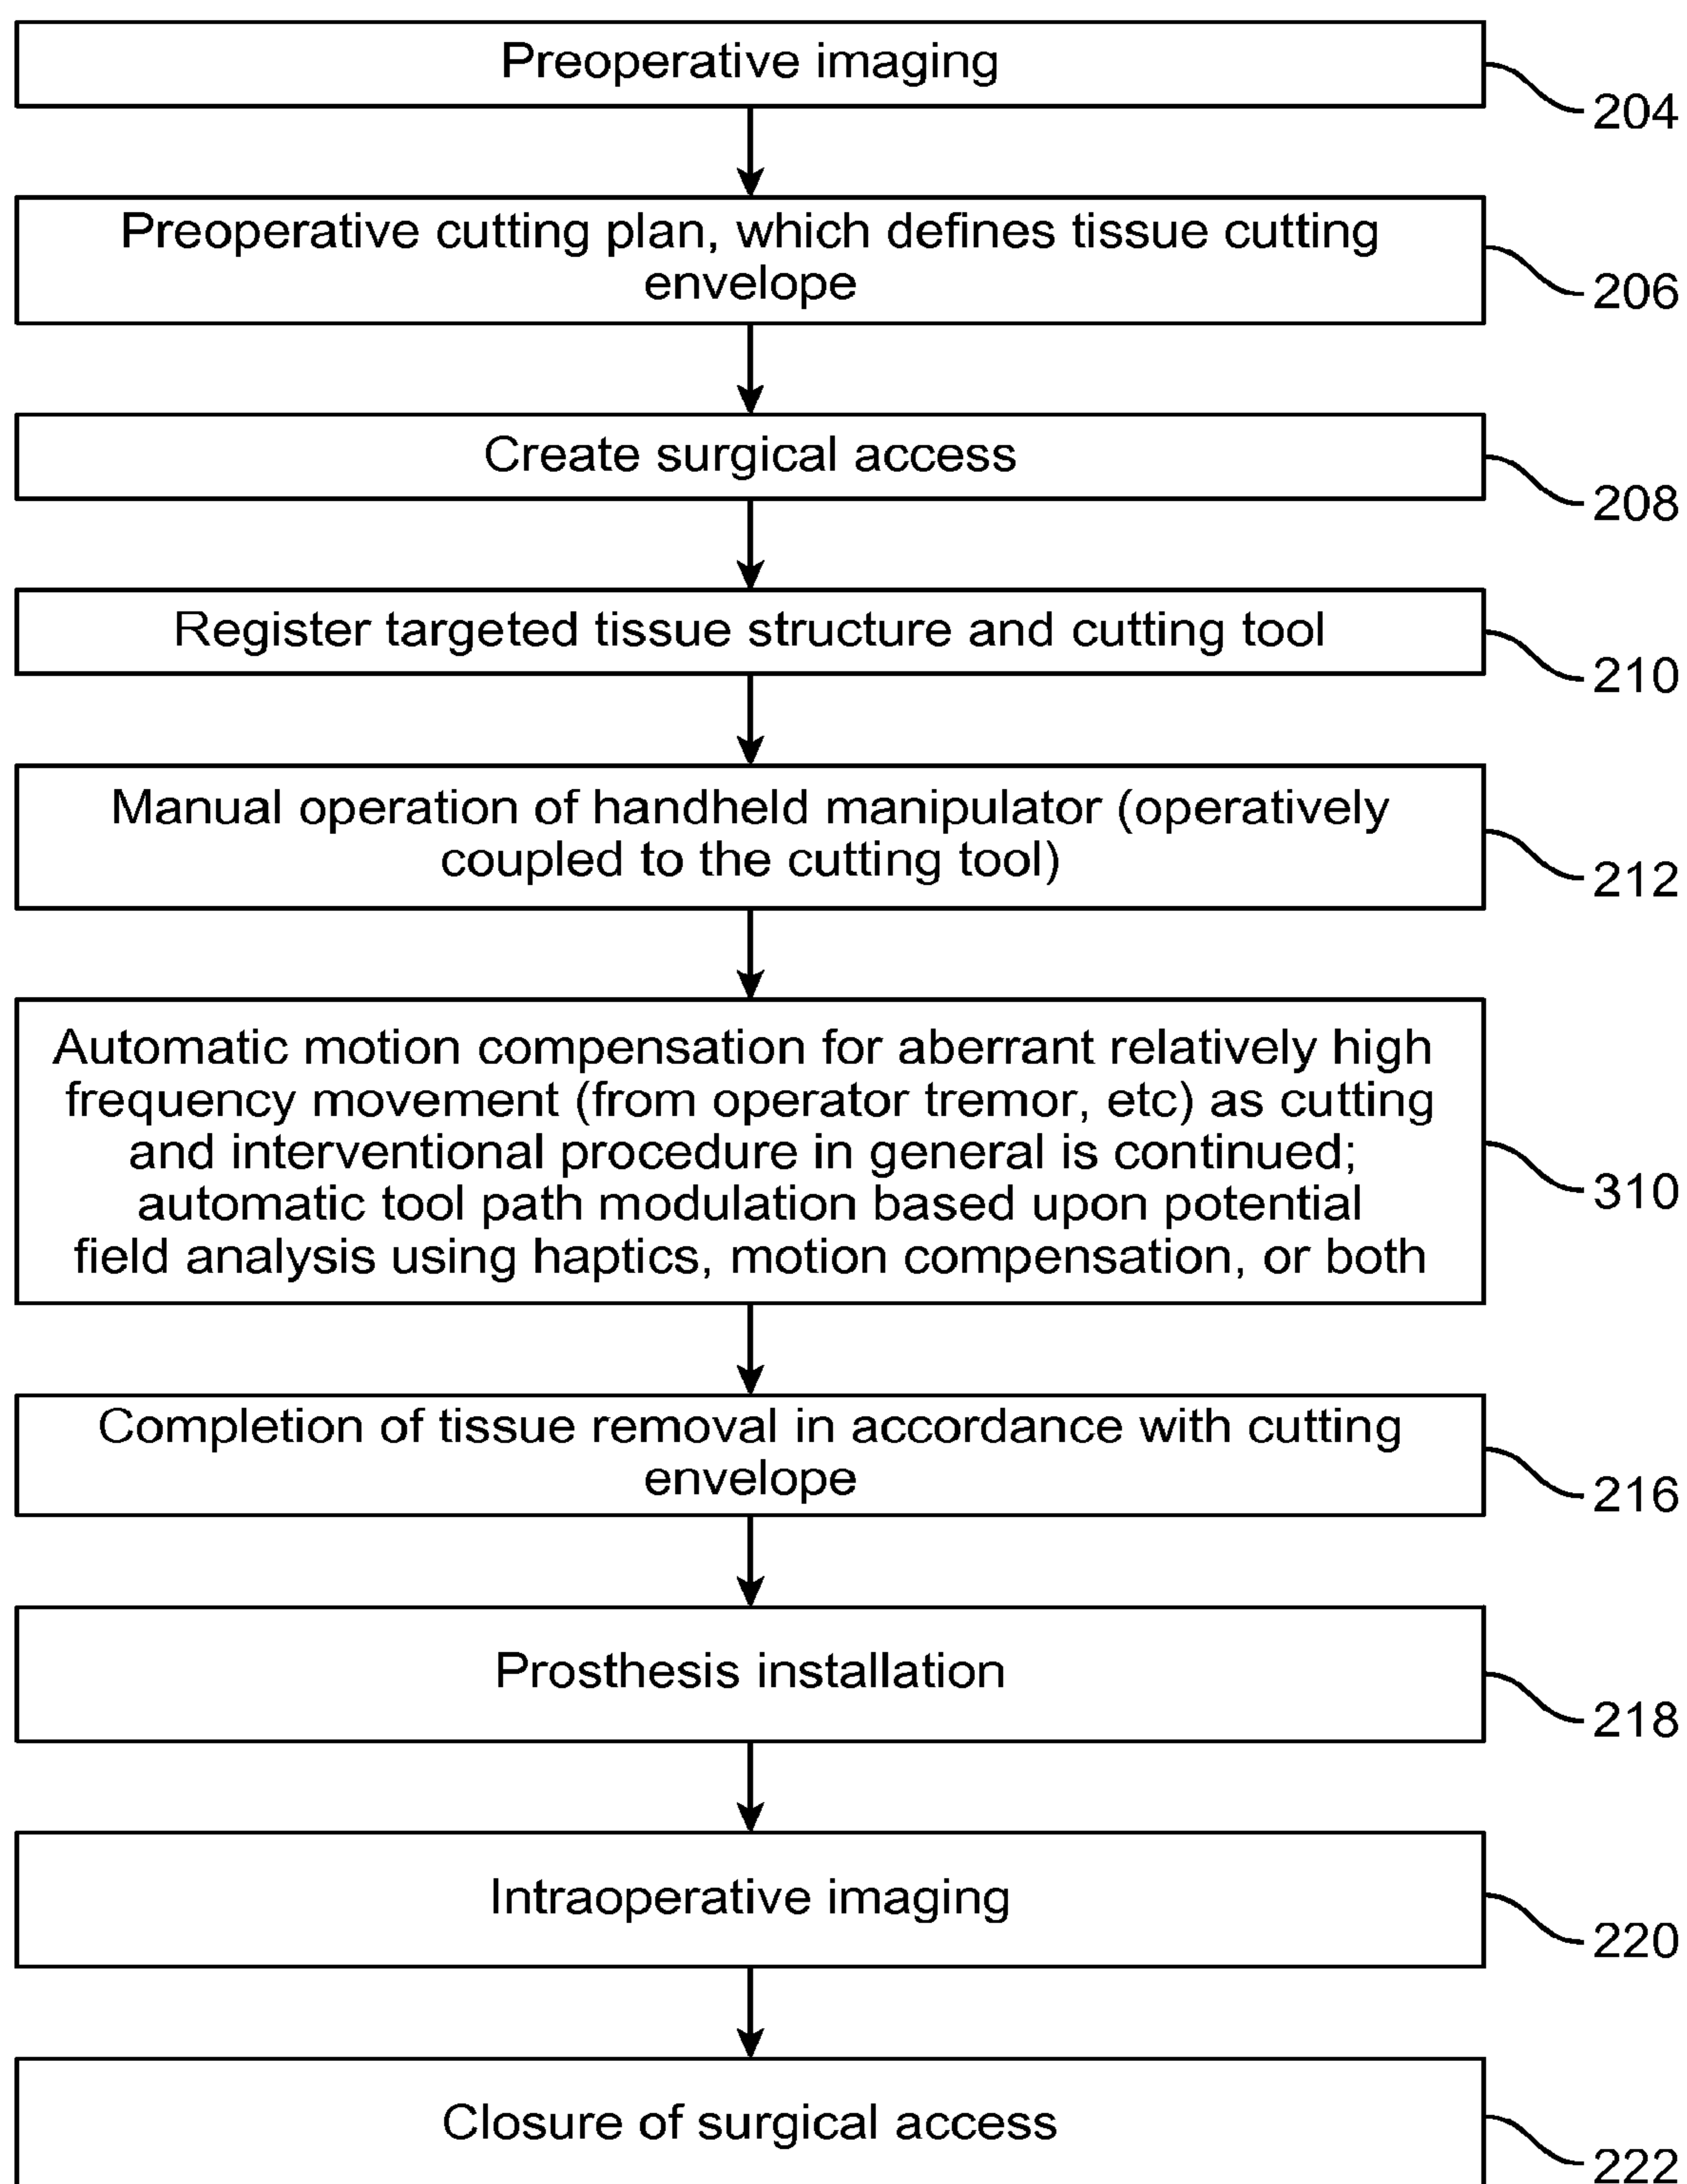 Preoperative imaging
204
Preoperative cutting plan, which defines tissue cutting
envelope
206
Create surgical access
208
Register targeted tissue structure and cutting tool
210
Manual operation of handheld manipulator (operatively
coupled to the cutting tool)
212
Automatic motion compensation for aberrant relatively high
frequency movement (from operator tremor, etc) as cutting
and interventional procedure in general is continued;
automatic tool path modulation based upon potential
field analysis using haptics, motion compensation, or both
310
Completion of tissue removal in accordance with cutting
envelope
216
Prosthesis installation
218
Intraoperative imaging
220
Closure of surgical access
222